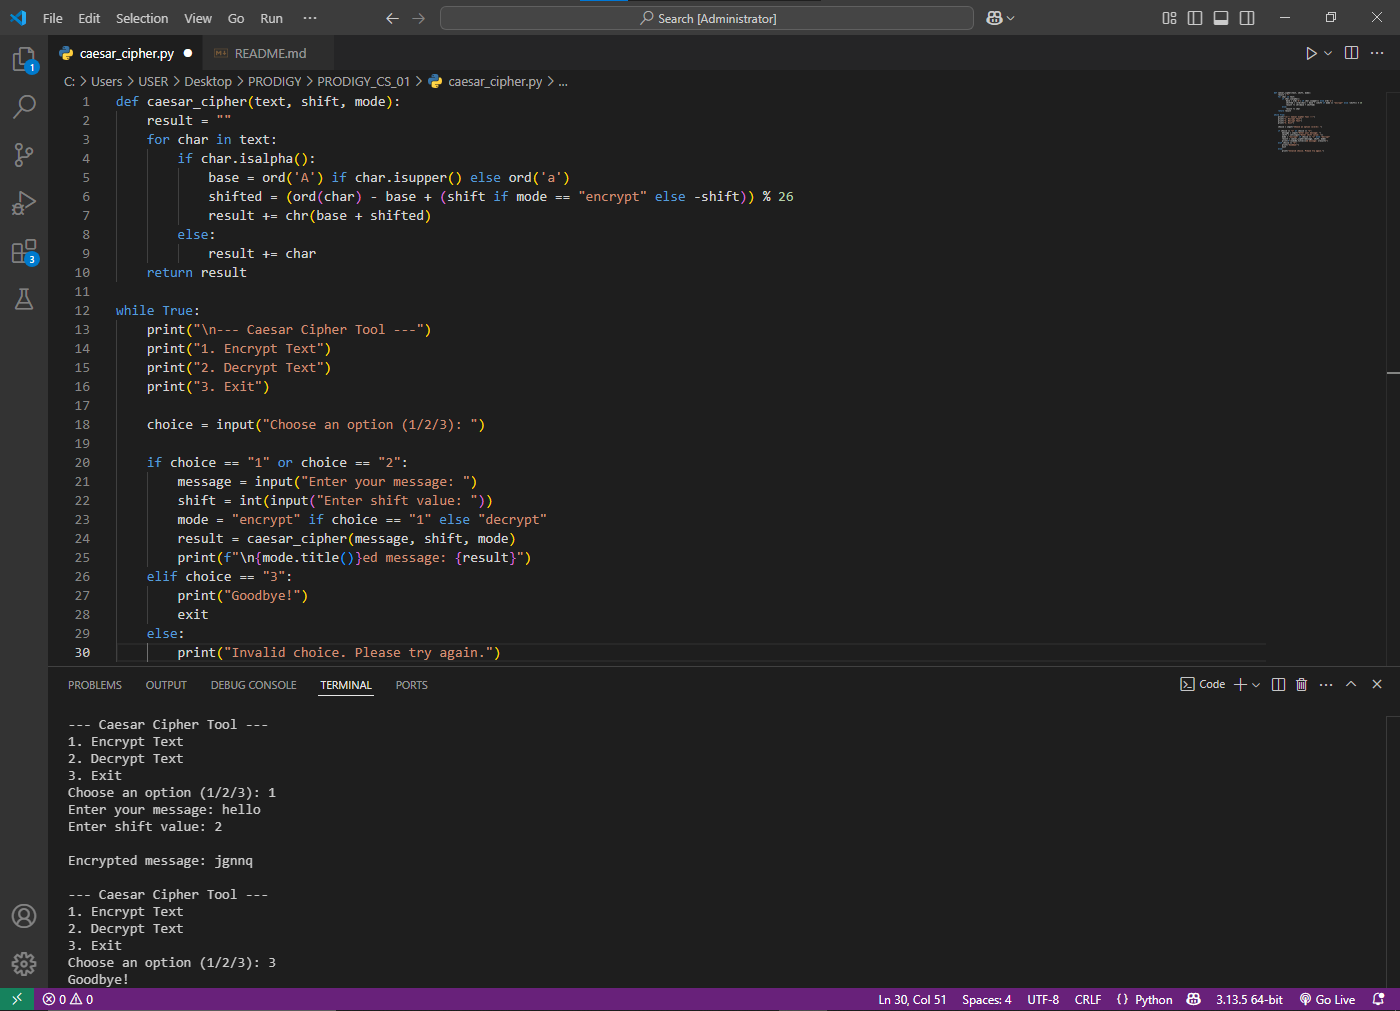 File Edit Selection View Go Run ··· Search [Administrator]
caesar_cipher.py README.md
C: > Users > USER > Desktop > PRODIGY > PRODIGY_CS_01 > caesar_cipher.py > ...
1 def caesar_cipher(text, shift, mode):
2 result = ""
3 for char in text:
4 if char.isalpha():
5 base = ord('A') if char.isupper() else ord('a')
6 shifted = (ord(char) - base + (shift if mode == "encrypt" else -shift)) % 26
7 result += chr(base + shifted)
8 else:
9 result += char
10 return result
11
12 while True:
13 print("\n--- Caesar Cipher Tool ---")
14 print("1. Encrypt Text")
15 print("2. Decrypt Text")
16 print("3. Exit")
17
18 choice = input("Choose an option (1/2/3): ")
19
20 if choice == "1" or choice == "2":
21 message = input("Enter your message: ")
22 shift = int(input("Enter shift value: "))
23 mode = "encrypt" if choice == "1" else "decrypt"
24 result = caesar_cipher(message, shift, mode)
25 print(f"\n{mode.title()}ed message: {result}")
26 elif choice == "3":
27 print("Goodbye!")
28 exit
29 else:
30 print("Invalid choice. Please try again.")
1
3
PROBLEMS OUTPUT DEBUG CONSOLE TERMINAL PORTS Code
--- Caesar Cipher Tool ---
1. Encrypt Text
2. Decrypt Text
3. Exit
Choose an option (1/2/3): 1
Enter your message: hello
Enter shift value: 2
Encrypted message: jgnnq
--- Caesar Cipher Tool ---
1. Encrypt Text
2. Decrypt Text
3. Exit
Choose an option (1/2/3): 3
Goodbye!
0 0 Ln 30, Col 51 Spaces: 4 UTF-8 CRLF {} Python 3.13.5 64-bit Go Live